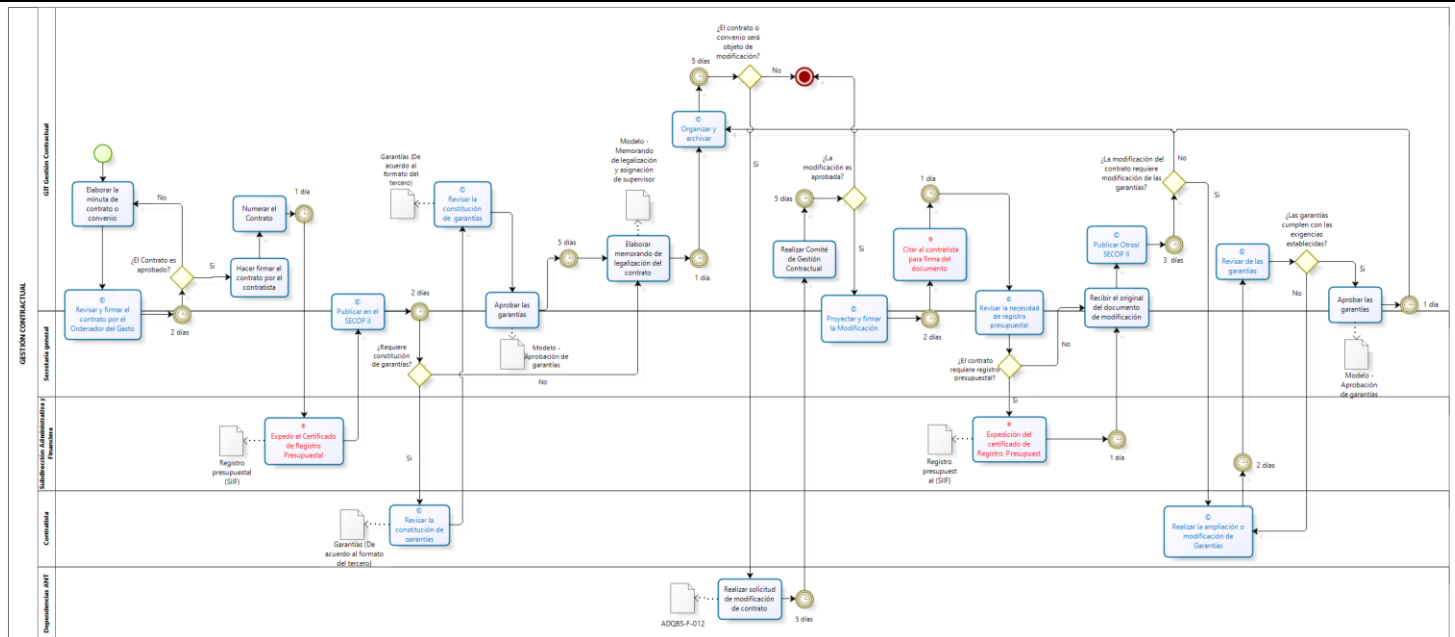 GESTIÓN CONTRACTUAL
GIT Gestión Contractual
Secretaría general
Subdirección Administrativa y
Financiera
Contratista
Dependencias ANT
Elaborar la
minuta de
contrato o
convenio
Revisar y firmar el
contrato por el
Ordenador del Gasto
2 días
¿El Contrato es
aprobado?
No
Si
Hacer firmar el
contrato por el
contratista
Numerar el
Contrato
1 día
Expedir el Certificado
de Registro
Presupuestal
Registro
presupuestal
(SIIF)
Publicar en el
SECOP II
2 días
¿Requiere
constitución
de garantías?
No
Si
Revisar la
constitución de
garantías
Garantías (De
acuerdo al formato
del tercero)
Garantías (De
acuerdo al
formato del
tercero)
Revisar la
constitución
de garantías
Aprobar las
garantías
Modelo -
Aprobación de
garantías
5 días
Modelo -
Memorando
de legalización
y asignación
de supervisor
Elaborar
memorando de
legalización del
contrato
1 día
Organizar y
archivar
5 días
¿El contrato o
convenio será
objeto de
modificación?
No
Si
Realizar solicitud
de modificación
de contrato
ADQBS-F-012
5 días
Realizar Comité
de Gestión
Contractual
5 días
¿La
modificación es
aprobada?
Si
Proyectar y firmar
la Modificación
2 días
Citar al contratista
para firma del
documento
1 día
Revisar la necesidad
de registro
presupuestal
¿El contrato
requiere registro
presupuestal?
No
Si
Expedición del
certificado de
Registro Presupuest
Registro
presupuest
al (SIIF)
1 día
Recibir el original
del documento
de modificación
Publicar Otrosí
SECOP II
3 días
¿La modificación del
contrato requiere
modificación de las
garantías?
No
Si
Realizar la ampliación o
modificación de
Garantías
2 días
Revisar de las
garantías
¿Las garantías
cumplen con las
exigencias
establecidas?
Si
No
Aprobar las
garantías
Modelo -
Aprobación
de garantías
1 día